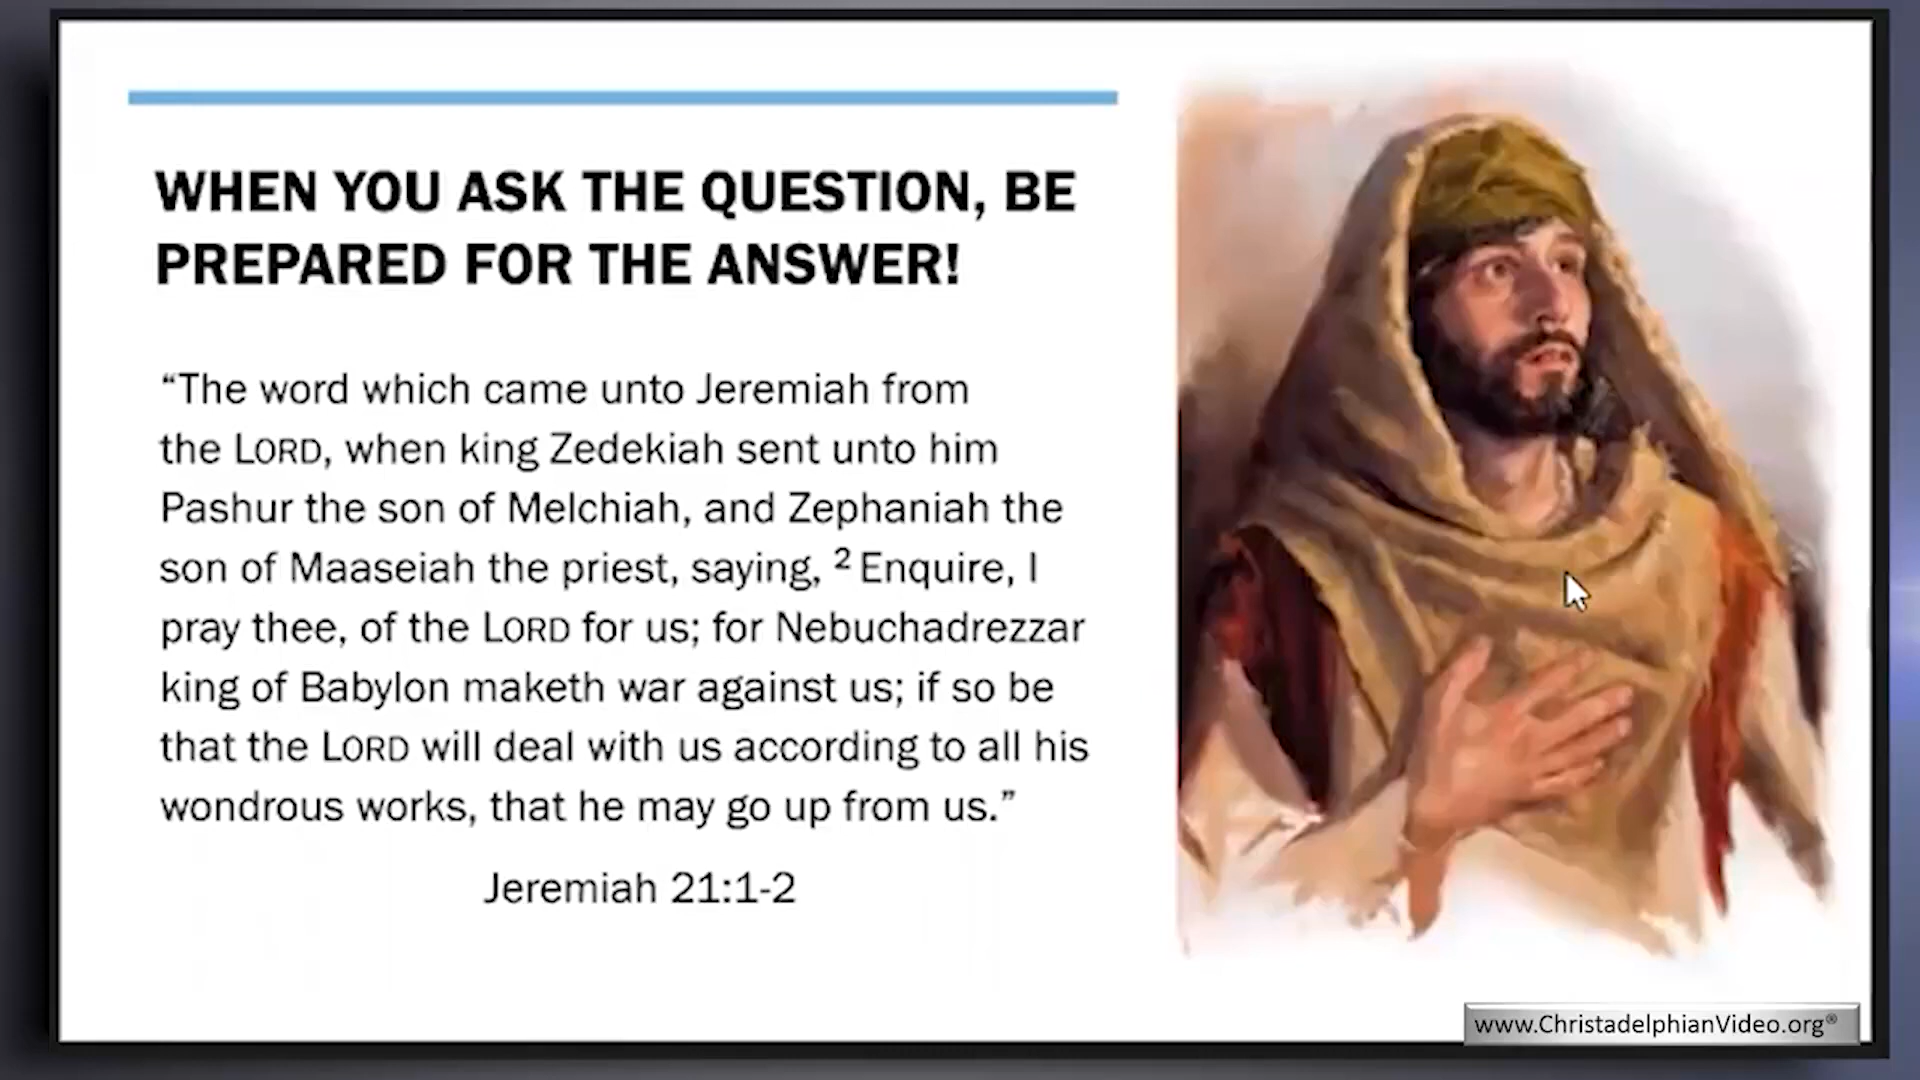 WHEN YOU ASK THE QUESTION, BE
PREPARED FOR THE ANSWER!
“The word which came unto Jeremiah from
the LORD, when king Zedekiah sent unto him
Pashur the son of Melchiah, and Zephaniah the
son of Maaseiah the priest, saying, ² Enquire, I
pray thee, of the LORD for us; for Nebuchadrezzar
king of Babylon maketh war against us; if so be
that the LORD will deal with us according to all his
wondrous works, that he may go up from us.”
Jeremiah 21:1-2
www.ChristadelphianVideo.org®